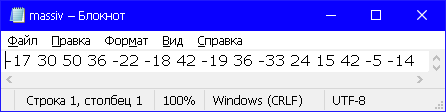 massiv – Блокнот
Файл Правка Формат Вид Справка
-17 30 50 36 -22 -18 42 -19 36 -33 24 15 42 -5 -14
Строка 1, столбец 1 100% Windows (CRLF) UTF-8